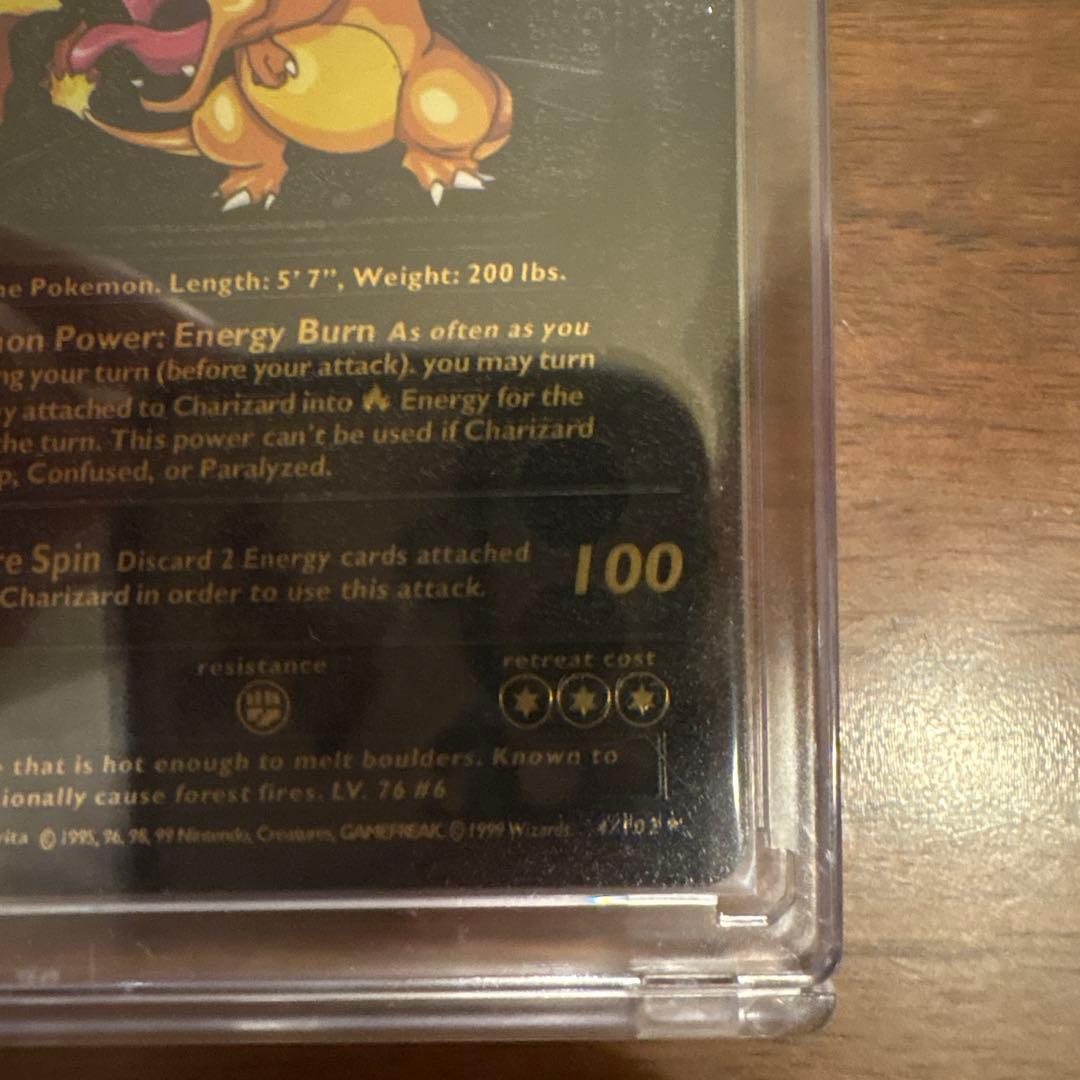 ne Pokemon. Length: 5' 7", Weight: 200 lbs.
on Power: Energy Burn As often as you
ng your turn (before your attack). you may turn
y attached to Charizard into Energy for the
he turn. This power can't be used if Charizard
p, Confused, or Paralyzed.
re Spin Discard 2 Energy cards attached 100
Charizard in order to use this attack.
resistance retreat cost
that is hot enough to melt boulders. Known to
ionally cause forest fires. LV. 76 #6
rita © 1995, 96, 98, 99 Nintendo, Creatures, GAMEFREAK. © 1999 Wizards.